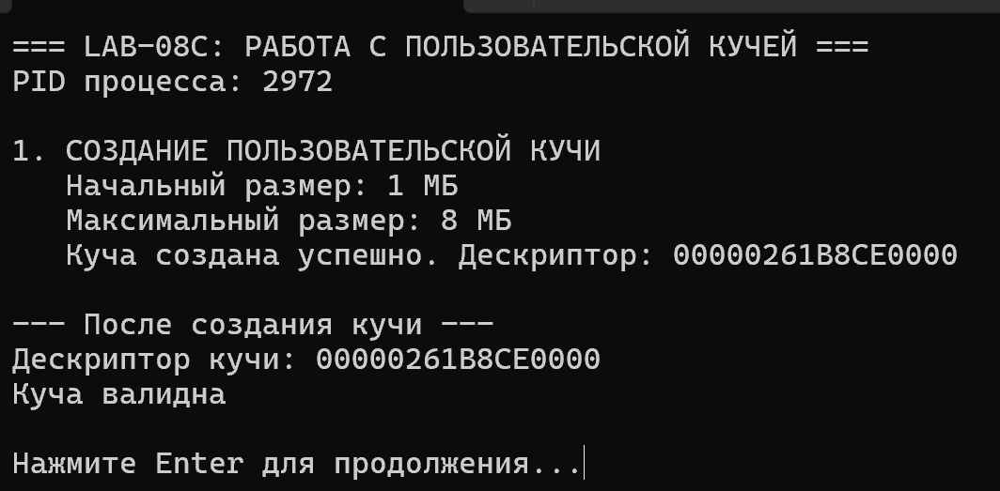 === LAB-08C: РАБОТА С ПОЛЬЗОВАТЕЛЬСКОЙ КУЧЕЙ ===
PID процесса: 2972
1. СОЗДАНИЕ ПОЛЬЗОВАТЕЛЬСКОЙ КУЧИ
Начальный размер: 1 МБ
Максимальный размер: 8 МБ
Куча создана успешно. Дескриптор: 00000261B8CE0000
--- После создания кучи ---
Дескриптор кучи: 00000261B8CE0000
Куча валидна
Нажмите Enter для продолжения...